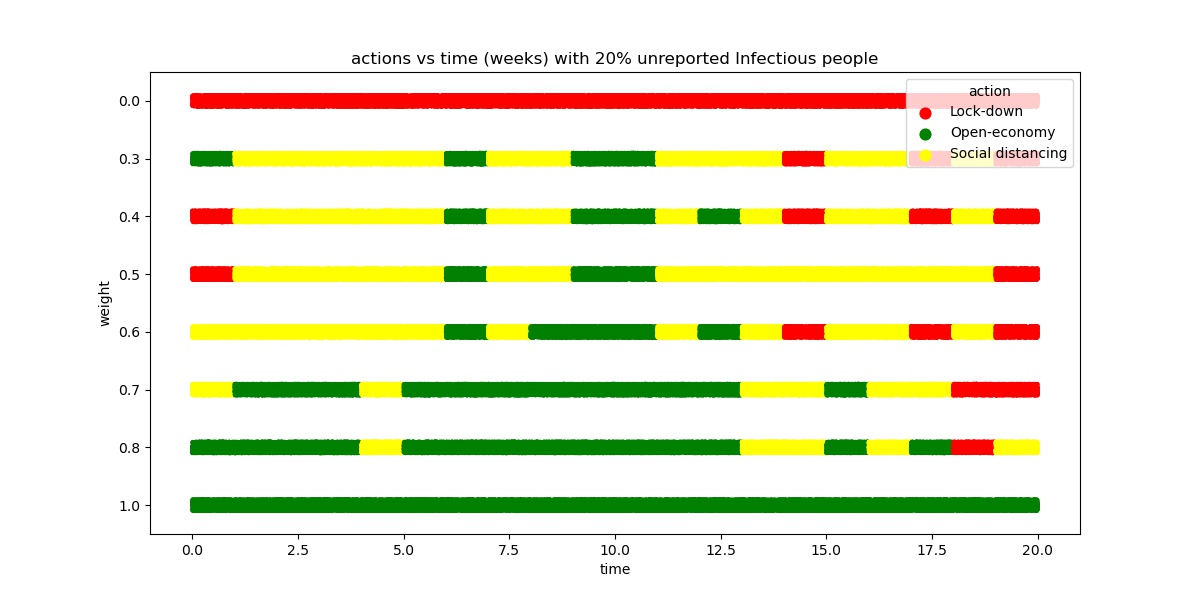 actions vs time (weeks) with 20% unreported Infectious people
action
Lock-down
Open-economy
Social distancing
weight
0.0
0.3
0.4
0.5
0.6
0.7
0.8
1.0
0.0 2.5 5.0 7.5 10.0 12.5 15.0 17.5 20.0
time